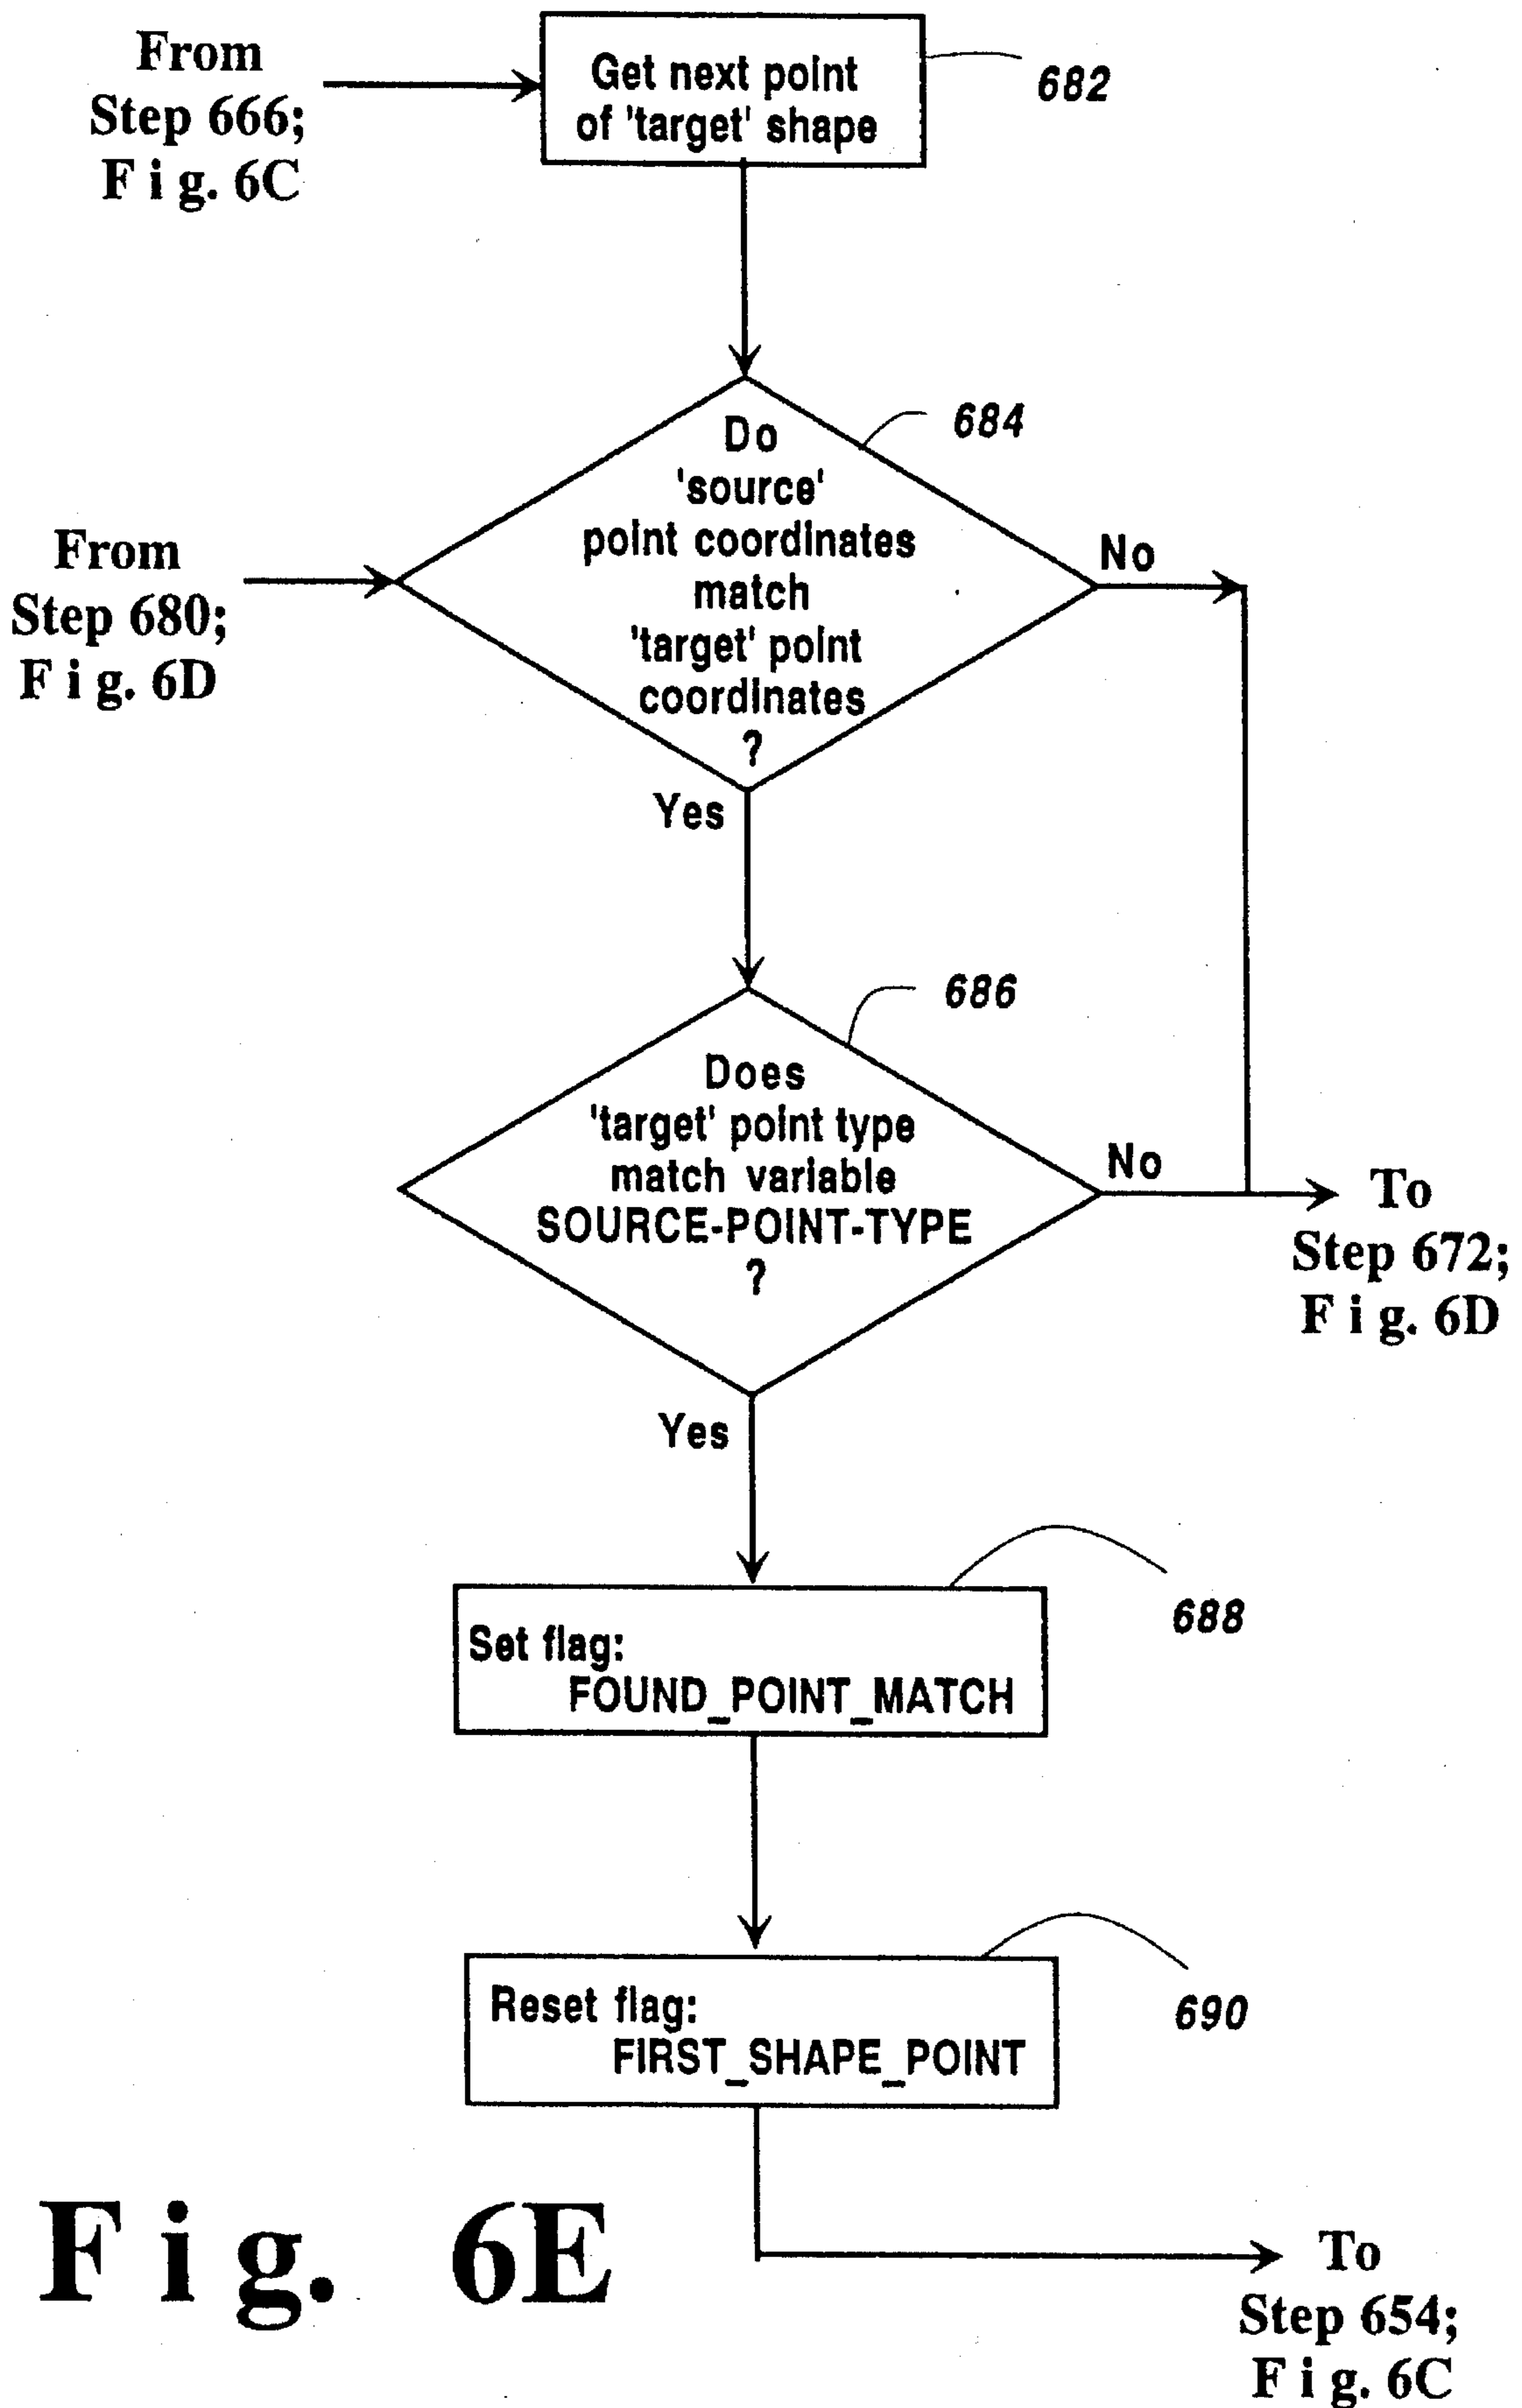 From
Step 666;
Fig. 6C
Get next point
of 'target' shape
682
684
Do
'source'
point coordinates
match
'target' point
coordinates
?
No
From
Step 680;
Fig. 6D
Yes
686
Does
'target' point type
match variable
SOURCE-POINT-TYPE
?
No
To
Step 672;
Fig. 6D
Yes
688
Set flag:
FOUND_POINT_MATCH
690
Reset flag:
FIRST_SHAPE_POINT
Fig. 6E
To
Step 654;
Fig. 6C